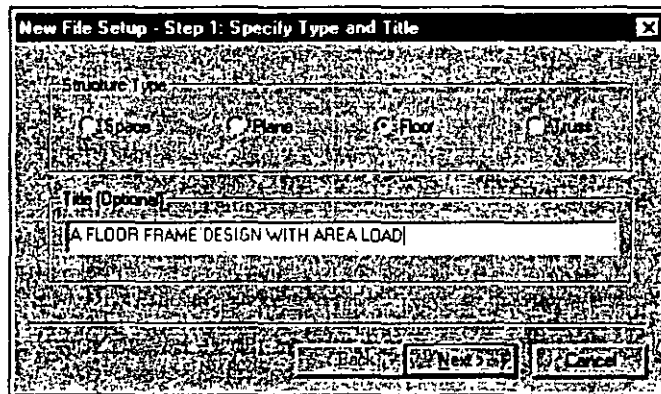 New File Setup - Step 1: Specify Type and Title
Structure Type
Space Plane Floor Truss
Title (Optional)
A FLOOR FRAME DESIGN WITH AREA LOAD
Back Next > Cancel